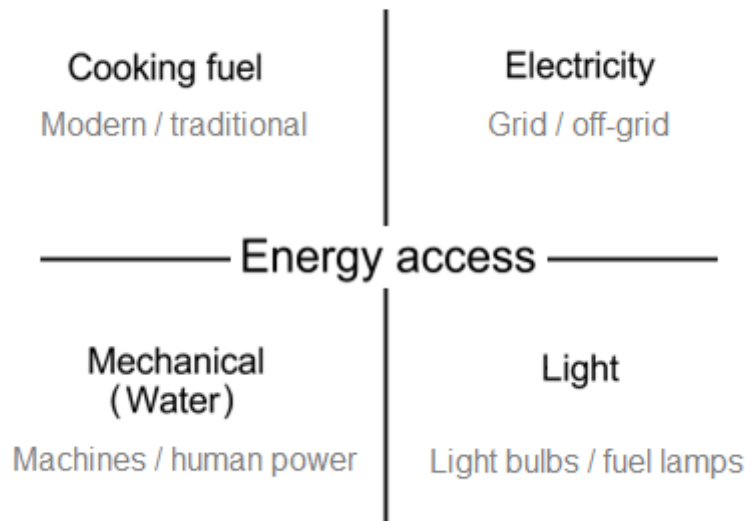 Cooking fuel
Modern / traditional
Electricity
Grid / off-grid
Energy access
Mechanical
(Water)
Machines / human power
Light
Light bulbs / fuel lamps